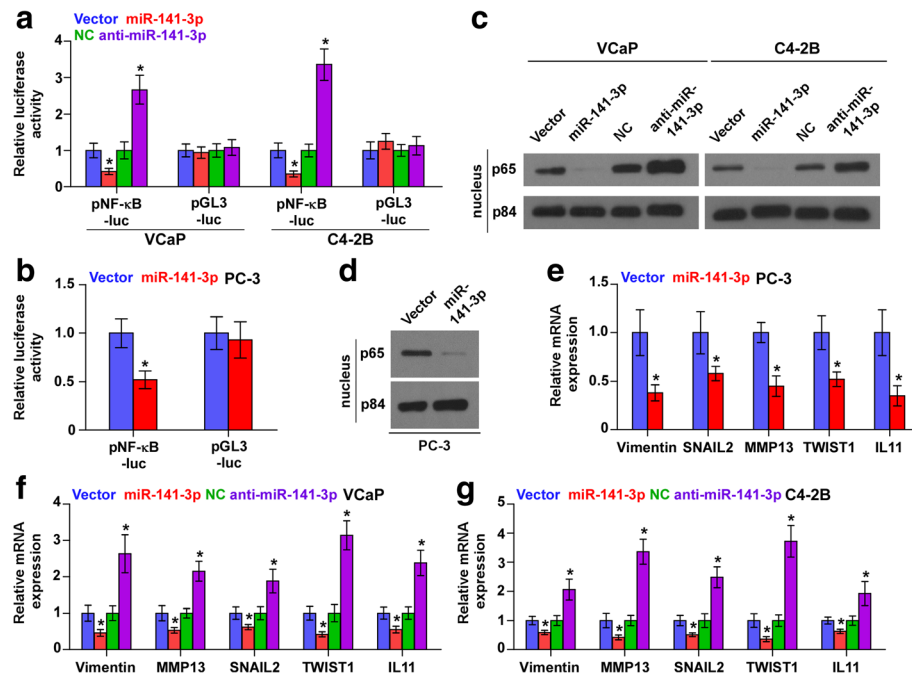 a
Vector miR-141-3p
NC anti-miR-141-3p
Relative luciferase
activity
4
3
2
1
0
* * * *
pNF-κB
-luc
pGL3
-luc
pNF-κB
-luc
pGL3
-luc
VCaP C4-2B
c
VCaP C4-2B
Vector miR-141-3p NC anti-miR-
141-3p
Vector miR-141-3p NC anti-miR-
141-3p
nucleus
p65
p84
b
Vector miR-141-3p PC-3
Relative luciferase
activity
1.5
1.0
0.5
0
*
pNF-κB
-luc
pGL3
-luc
d
Vector miR-
141-3p
nucleus
p65
p84
PC-3
e
Vector miR-141-3p PC-3
Relative mRNA
expression
1.5
1.0
0.5
0
* * * * *
Vimentin SNAIL2 MMP13 TWIST1 IL11
f
Vector miR-141-3p NC anti-miR-141-3p VCaP
Relative mRNA
expression
4
3
2
1
0
* * * * * * * * * *
Vimentin MMP13 SNAIL2 TWIST1 IL11
g
Vector miR-141-3p NC anti-miR-141-3p C4-2B
Relative mRNA
expression
5
4
3
2
1
0
* * * * * * * * * *
Vimentin MMP13 SNAIL2 TWIST1 IL11